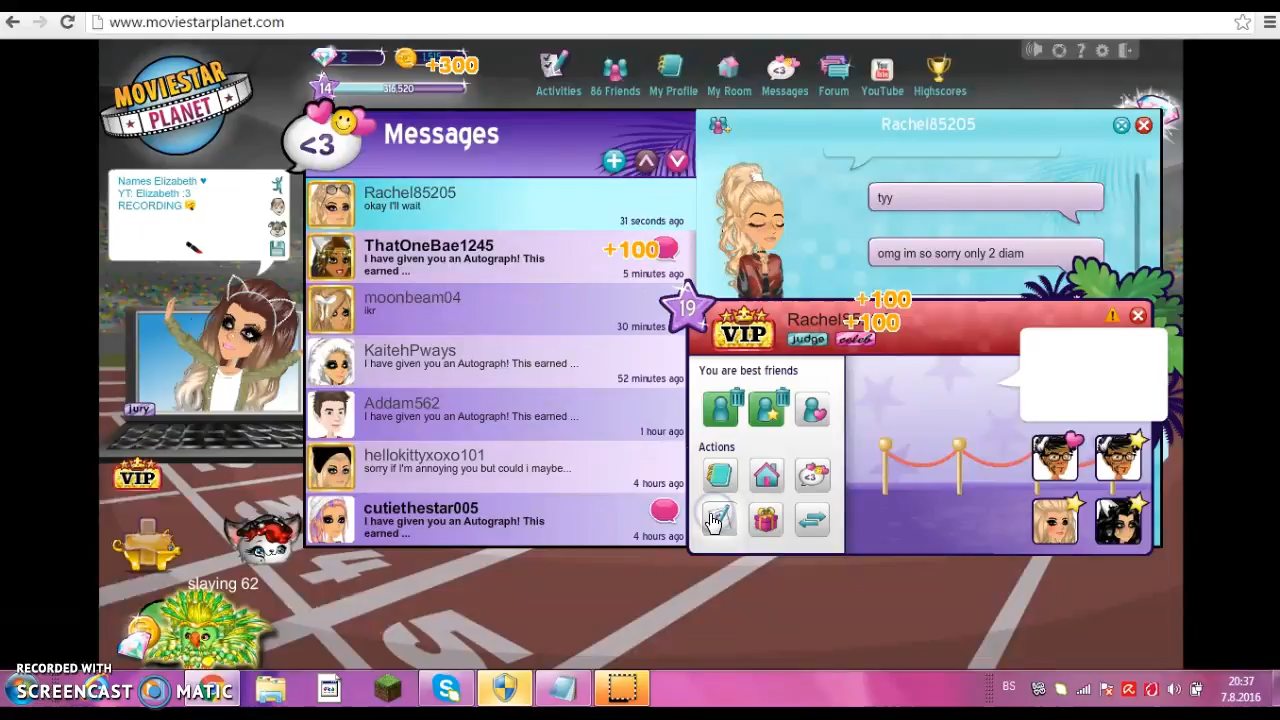 www.moviestarplanet.com
MOVIESTAR
PLANET
2
+300
14
316,520
Activities
86 Friends
My Profile
My Room
<3
Messages
Forum
You Tube
YouTube
Highscores
Names Elizabeth ♥
YT: Elizabeth :3
RECORDING
jury
VIP
slaying 62
<3
Messages
Rachel85205
okay I'll wait
31 seconds ago
ThatOneBae1245
I have given you an Autograph! This
earned ...
+100
5 minutes ago
moonbeam04
ikr
30 minutes
KaitehPways
I have given you an Autograph! This earned ...
52 minutes ago
Addam562
I have given you an Autograph! This earned ...
1 hour ago
hellokittyxoxo101
sorry if I'm annoying you but could i maybe...
4 hours ago
cutiethestar005
I have given you an Autograph! This
earned ...
4 hours ago
Rachel85205
tyy
omg im so sorry only 2 diam
19
VIP
+100
+100
judge
celeb
You are best friends
Actions
<3
RECORDED WITH
SCREENCAST MATIC
BS
20:37
7.8.2016